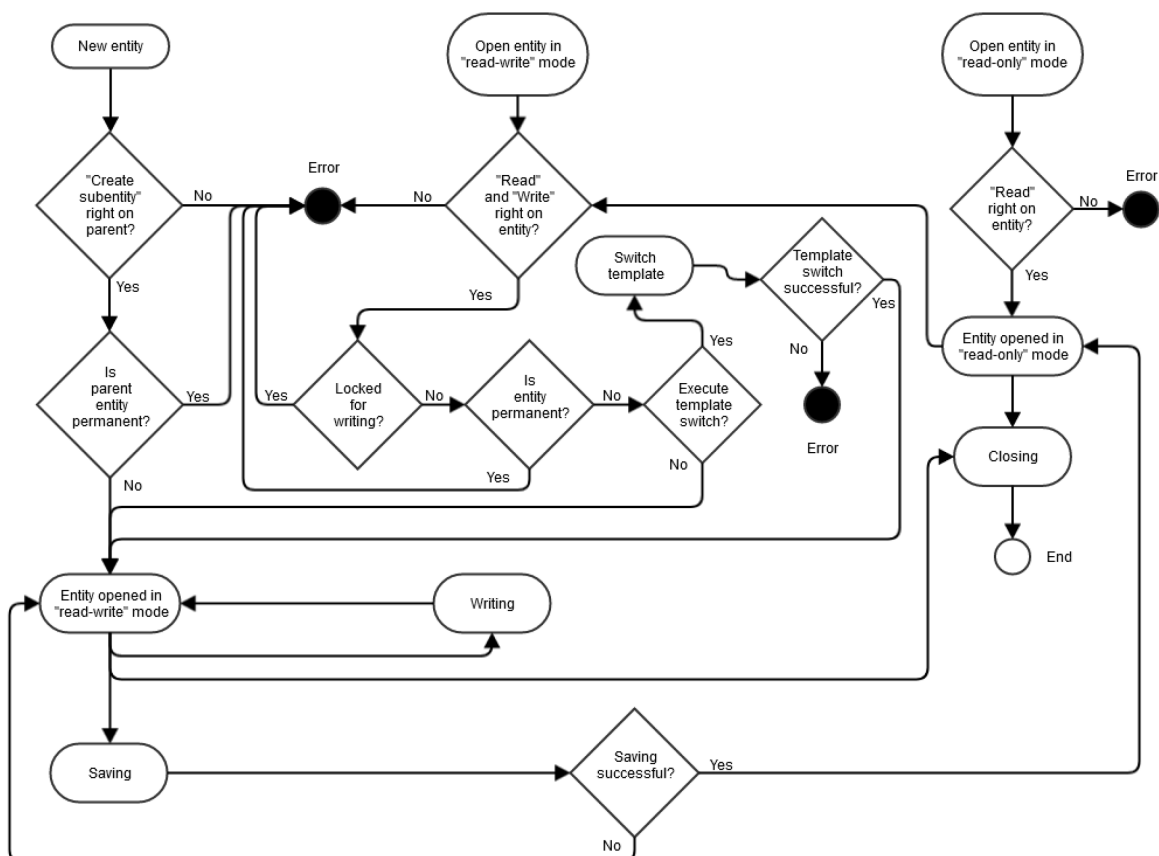 New entity
Open entity in
"read-write" mode
Open entity in
"read-only" mode
"Create
subentity"
right on
parent?
No
Error
No
"Read"
and "Write"
right on
entity?
"Read"
right on
entity?
No
Error
Switch
template
Template
switch
successful?
Yes
Yes
Yes
Yes
No
Entity opened in
"read-only" mode
Is
parent
entity
permanent?
Yes
Yes
Locked
for
writing?
No
Is
entity
permanent?
No
Yes
Execute
template
switch?
Error
No
Yes
No
Closing
End
Entity opened in
"read-write" mode
Writing
Saving
Saving
successful?
Yes
No